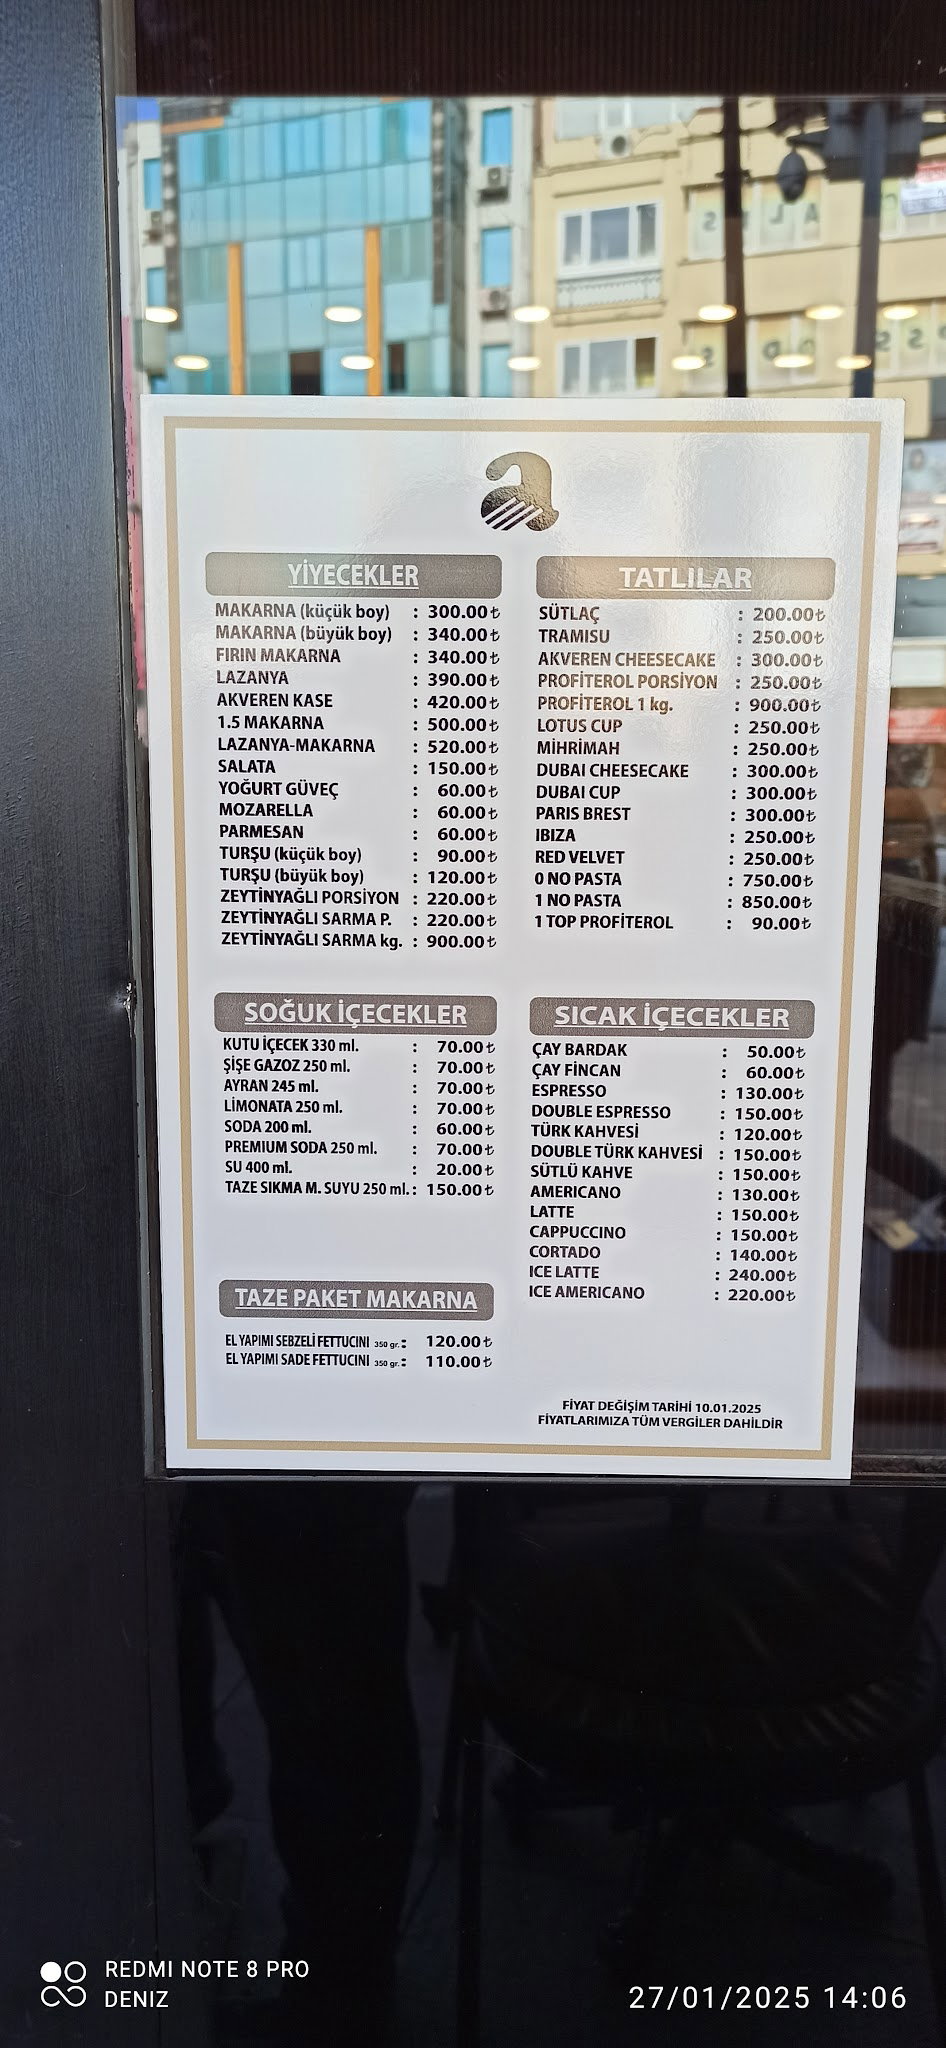 YİYECEKLER
MAKARNA (küçük boy) : 300.00₺
MAKARNA (büyük boy) : 340.00₺
FIRIN MAKARNA : 340.00₺
LAZANYA : 390.00₺
AKVEREN KASE : 420.00₺
1.5 MAKARNA : 500.00₺
LAZANYA-MAKARNA : 520.00₺
SALATA : 150.00₺
YOĞURT GÜVEÇ : 60.00₺
MOZARELLA : 60.00₺
PARMESAN : 60.00₺
TURŞU (küçük boy) : 90.00₺
TURŞU (büyük boy) : 120.00₺
ZEYTİNYAĞLI PORSİYON : 220.00₺
ZEYTİNYAĞLI SARMA P. : 220.00₺
ZEYTİNYAĞLI SARMA kg. : 900.00₺
TATLILAR
SÜTLAÇ : 200.00₺
TRAMISU : 250.00₺
AKVEREN CHEESECAKE : 300.00₺
PROFİTEROL PORSİYON : 250.00₺
PROFİTEROL 1 kg. : 900.00₺
LOTUS CUP : 250.00₺
MİHRİMAH : 250.00₺
DUBAI CHEESECAKE : 300.00₺
DUBAI CUP : 300.00₺
PARIS BREST : 300.00₺
IBIZA : 250.00₺
RED VELVET : 250.00₺
0 NO PASTA : 750.00₺
1 NO PASTA : 850.00₺
1 TOP PROFİTEROL : 90.00₺
SOĞUK İÇECEKLER
KUTU İÇECEK 330 ml. : 70.00₺
ŞİŞE GAZOZ 250 ml. : 70.00₺
AYRAN 245 ml. : 70.00₺
LİMONATA 250 ml. : 70.00₺
SODA 200 ml. : 60.00₺
PREMIUM SODA 250 ml. : 70.00₺
SU 400 ml. : 20.00₺
TAZE SIKMA M. SUYU 250 ml. : 150.00₺
SICAK İÇECEKLER
ÇAY BARDAK : 50.00₺
ÇAY FİNCAN : 60.00₺
ESPRESSO : 130.00₺
DOUBLE ESPRESSO : 150.00₺
TÜRK KAHVESİ : 120.00₺
DOUBLE TÜRK KAHVESİ : 150.00₺
SÜTLÜ KAHVE : 150.00₺
AMERICANO : 130.00₺
LATTE : 150.00₺
CAPPUCCINO : 150.00₺
CORTADO : 140.00₺
ICE LATTE : 240.00₺
ICE AMERICANO : 220.00₺
TAZE PAKET MAKARNA
EL YAPIMI SEBZELİ FETTUCINI 350 gr. : 120.00₺
EL YAPIMI SADE FETTUCINI 350 gr. : 110.00₺
FİYAT DEĞİŞİM TARİHİ 10.01.2025
FİYATLARIMIZA TÜM VERGİLER DAHİLDİR
REDMI NOTE 8 PRO
DENIZ
27/01/2025 14:06